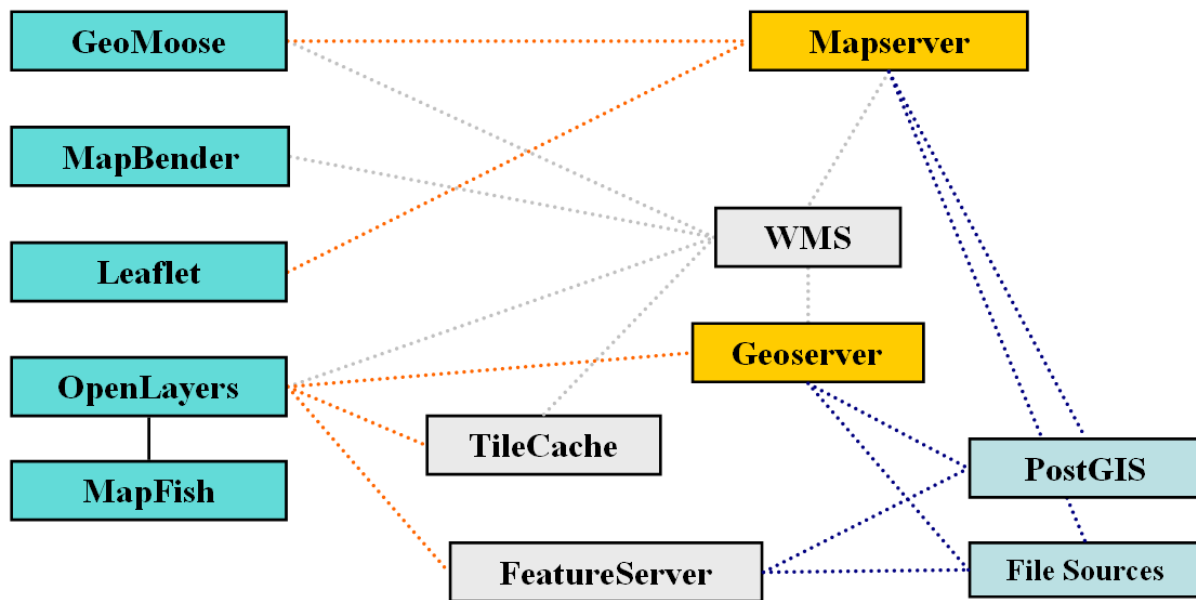 GeoMoose
Mapserver
MapBender
WMS
Leaflet
Geoserver
OpenLayers
TileCache
PostGIS
MapFish
FeatureServer
File Sources